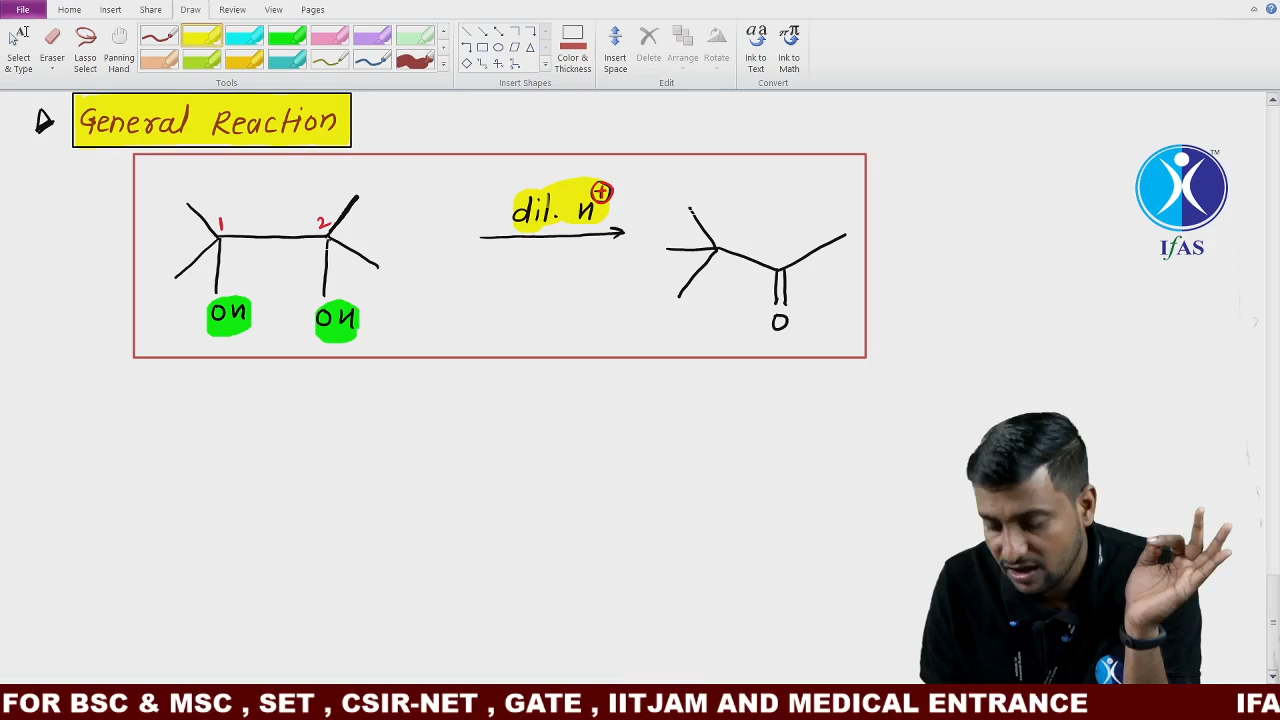 File Home Insert Share Draw Review View Pages
Select & Type
Eraser
Lasso Select
Panning Hand
Color & Thickness
Insert Space
Delete
Arrange
Rotate
Ink to Text
Ink to Math
Tools
Insert Shapes
Edit
Convert
General Reaction
1 2
dil. H⊕
OH OH
O
IfAS
TM
FOR BSC & MSC , SET , CSIR-NET , GATE , IITJAM AND MEDICAL ENTRANCE IFA